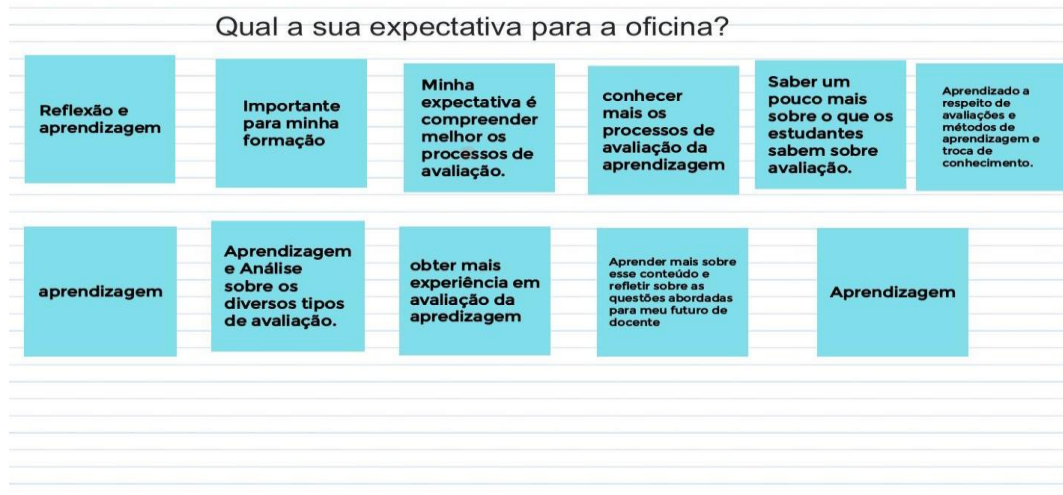 Qual a sua expectativa para a oficina?
Reflexão e
aprendizagem
Importante
para minha
formação
Minha
expectativa é
compreender
melhor os
processos de
avaliação.
conhecer
mais os
processos de
avaliação da
aprendizagem
Saber um
pouco mais
sobre o que os
estudantes
sabem sobre
avaliação.
Aprendizado a
respeito de
avaliações e
métodos de
aprendizagem e
troca de
conhecimento.
aprendizagem
Aprendizagem
e Análise
sobre os
diversos tipos
de avaliação.
obter mais
experiência em
avaliação da
apredizagem
Aprender mais sobre
esse conteúdo e
refletir sobre as
questões abordadas
para meu futuro de
docente
Aprendizagem